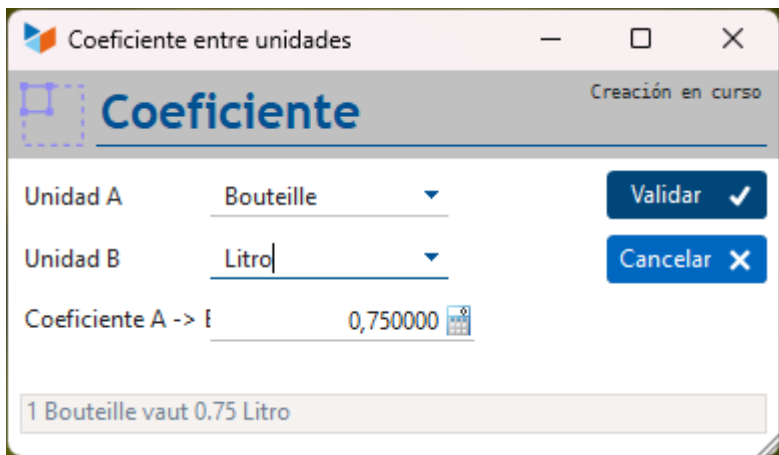 Coeficiente entre unidades
Coeficiente
Creación en curso
Unidad A
Bouteille
Validar
Unidad B
Litro
Cancelar
Coeficiente A ->
0,750000
1 Bouteille vaut 0.75 Litro